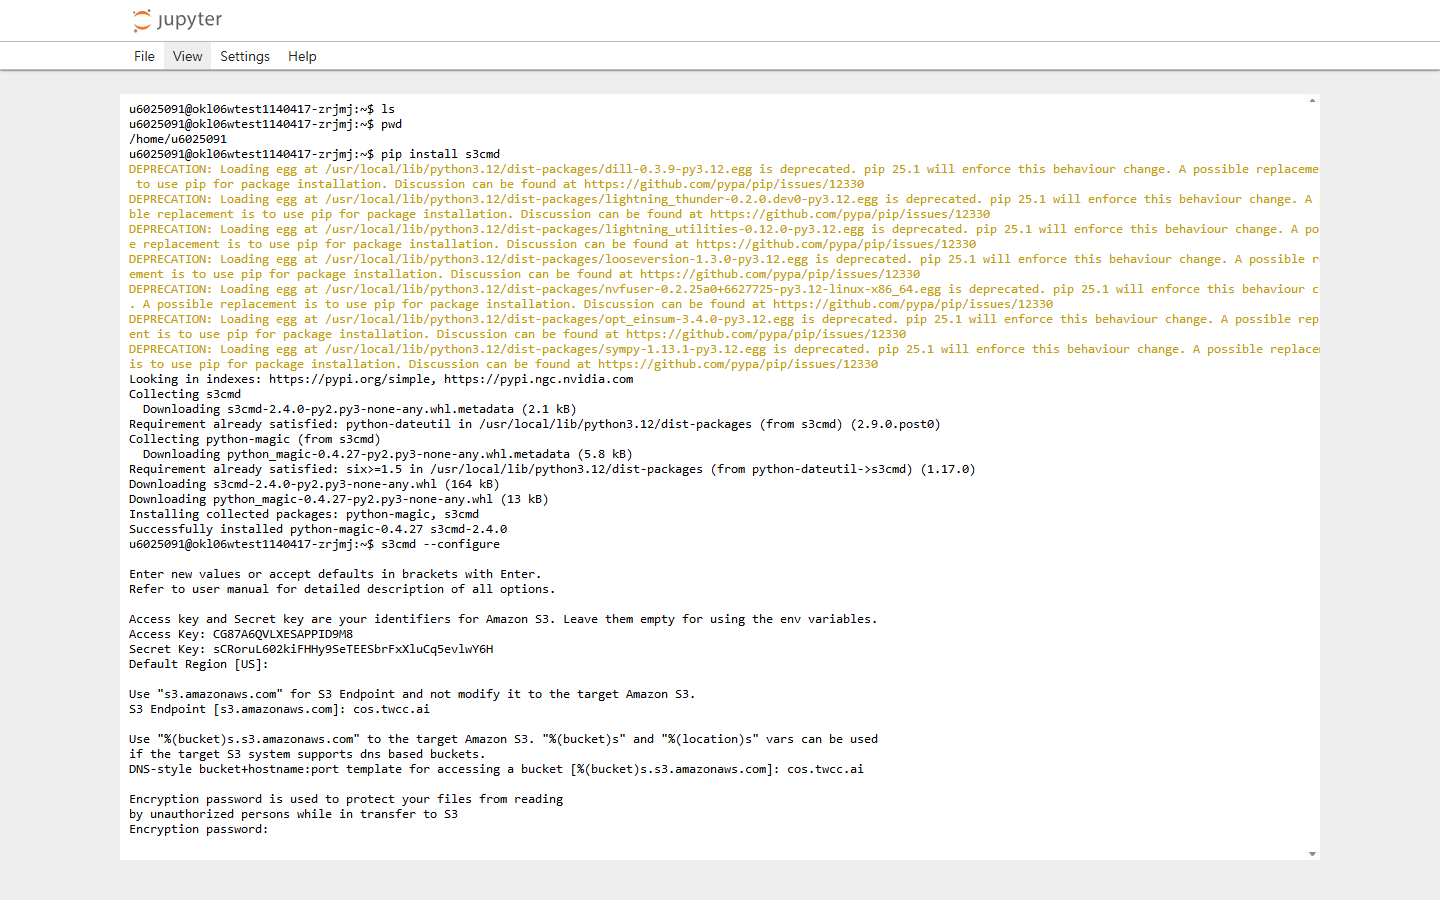 jupyter
File View Settings Help
u6025091@okl06wtest1140417-zrjmj:~$ ls
u6025091@okl06wtest1140417-zrjmj:~$ pwd
/home/u6025091
u6025091@okl06wtest1140417-zrjmj:~$ pip install s3cmd
DEPRECATION: Loading egg at /usr/local/lib/python3.12/dist-packages/dill-0.3.9-py3.12.egg is deprecated. pip 25.1 will enforce this behaviour change. A possible replaceme
to use pip for package installation. Discussion can be found at https://github.com/pypa/pip/issues/12330
DEPRECATION: Loading egg at /usr/local/lib/python3.12/dist-packages/lightning_thunder-0.2.0.dev0-py3.12.egg is deprecated. pip 25.1 will enforce this behaviour change. A
ble replacement is to use pip for package installation. Discussion can be found at https://github.com/pypa/pip/issues/12330
DEPRECATION: Loading egg at /usr/local/lib/python3.12/dist-packages/lightning_utilities-0.12.0-py3.12.egg is deprecated. pip 25.1 will enforce this behaviour change. A po
e replacement is to use pip for package installation. Discussion can be found at https://github.com/pypa/pip/issues/12330
DEPRECATION: Loading egg at /usr/local/lib/python3.12/dist-packages/looseversion-1.3.0-py3.12.egg is deprecated. pip 25.1 will enforce this behaviour change. A possible r
ement is to use pip for package installation. Discussion can be found at https://github.com/pypa/pip/issues/12330
DEPRECATION: Loading egg at /usr/local/lib/python3.12/dist-packages/nvfuser-0.2.25a0+6627725-py3.12-linux-x86_64.egg is deprecated. pip 25.1 will enforce this behaviour c
. A possible replacement is to use pip for package installation. Discussion can be found at https://github.com/pypa/pip/issues/12330
DEPRECATION: Loading egg at /usr/local/lib/python3.12/dist-packages/opt_einsum-3.4.0-py3.12.egg is deprecated. pip 25.1 will enforce this behaviour change. A possible rep
ent is to use pip for package installation. Discussion can be found at https://github.com/pypa/pip/issues/12330
DEPRECATION: Loading egg at /usr/local/lib/python3.12/dist-packages/sympy-1.13.1-py3.12.egg is deprecated. pip 25.1 will enforce this behaviour change. A possible replacem
is to use pip for package installation. Discussion can be found at https://github.com/pypa/pip/issues/12330
Looking in indexes: https://pypi.org/simple, https://pypi.ngc.nvidia.com
Collecting s3cmd
Downloading s3cmd-2.4.0-py2.py3-none-any.whl.metadata (2.1 kB)
Requirement already satisfied: python-dateutil in /usr/local/lib/python3.12/dist-packages (from s3cmd) (2.9.0.post0)
Collecting python-magic (from s3cmd)
Downloading python_magic-0.4.27-py2.py3-none-any.whl.metadata (5.8 kB)
Requirement already satisfied: six>=1.5 in /usr/local/lib/python3.12/dist-packages (from python-dateutil->s3cmd) (1.17.0)
Downloading s3cmd-2.4.0-py2.py3-none-any.whl (164 kB)
Downloading python_magic-0.4.27-py2.py3-none-any.whl (13 kB)
Installing collected packages: python-magic, s3cmd
Successfully installed python-magic-0.4.27 s3cmd-2.4.0
u6025091@okl06wtest1140417-zrjmj:~$ s3cmd --configure
Enter new values or accept defaults in brackets with Enter.
Refer to user manual for detailed description of all options.
Access key and Secret key are your identifiers for Amazon S3. Leave them empty for using the env variables.
Access Key: CG87A6QVLXESAPPID9M8
Secret Key: sCRoruL602kiFHHy9SeTEESbrFxXluCq5evlwY6H
Default Region [US]:
Use "s3.amazonaws.com" for S3 Endpoint and not modify it to the target Amazon S3.
S3 Endpoint [s3.amazonaws.com]: cos.twcc.ai
Use "%(bucket)s.s3.amazonaws.com" to the target Amazon S3. "%(bucket)s" and "%(location)s" vars can be used
if the target S3 system supports dns based buckets.
DNS-style bucket+hostname:port template for accessing a bucket [%(bucket)s.s3.amazonaws.com]: cos.twcc.ai
Encryption password is used to protect your files from reading
by unauthorized persons while in transfer to S3
Encryption password: